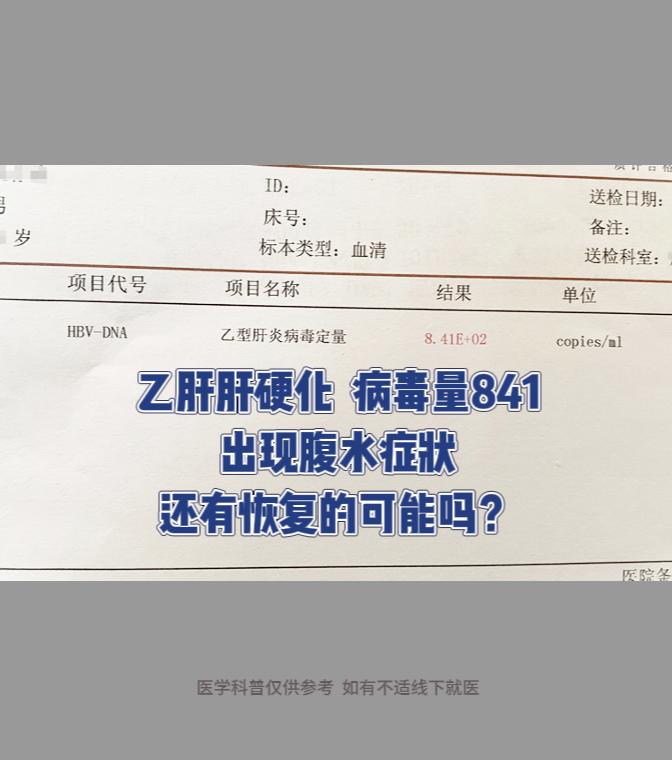 ID：
送检日期：
床号：
备注：
岁
标本类型：血清
送检科室：
项目代号 项目名称 结果 单位
HBV-DNA 乙型肝炎病毒定量 8.41E+02 copies/ml
乙肝肝硬化 病毒量841
出现腹水症狀
还有恢复的可能吗？
医院条
医学科普仅供参考 如有不适线下就医